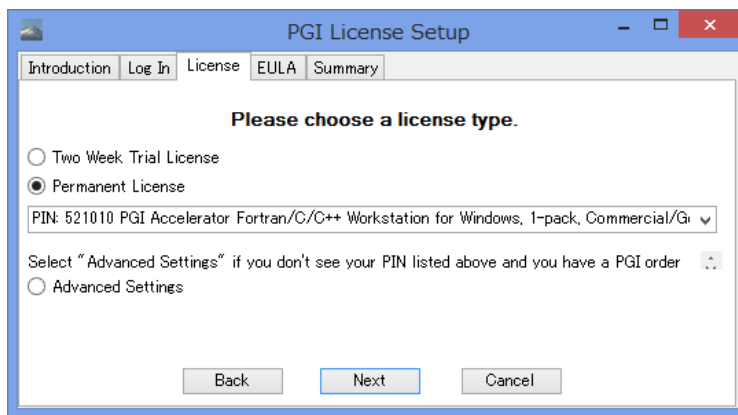 PGI License Setup
Introduction Log In License EULA Summary
Please choose a license type.
Two Week Trial License
Permanent License
PIN: 521010 PGI Accelerator Fortran/C/C++ Workstation for Windows, 1-pack, Commercial/G
Select "Advanced Settings" if you don't see your PIN listed above and you have a PGI order
Advanced Settings
Back Next Cancel